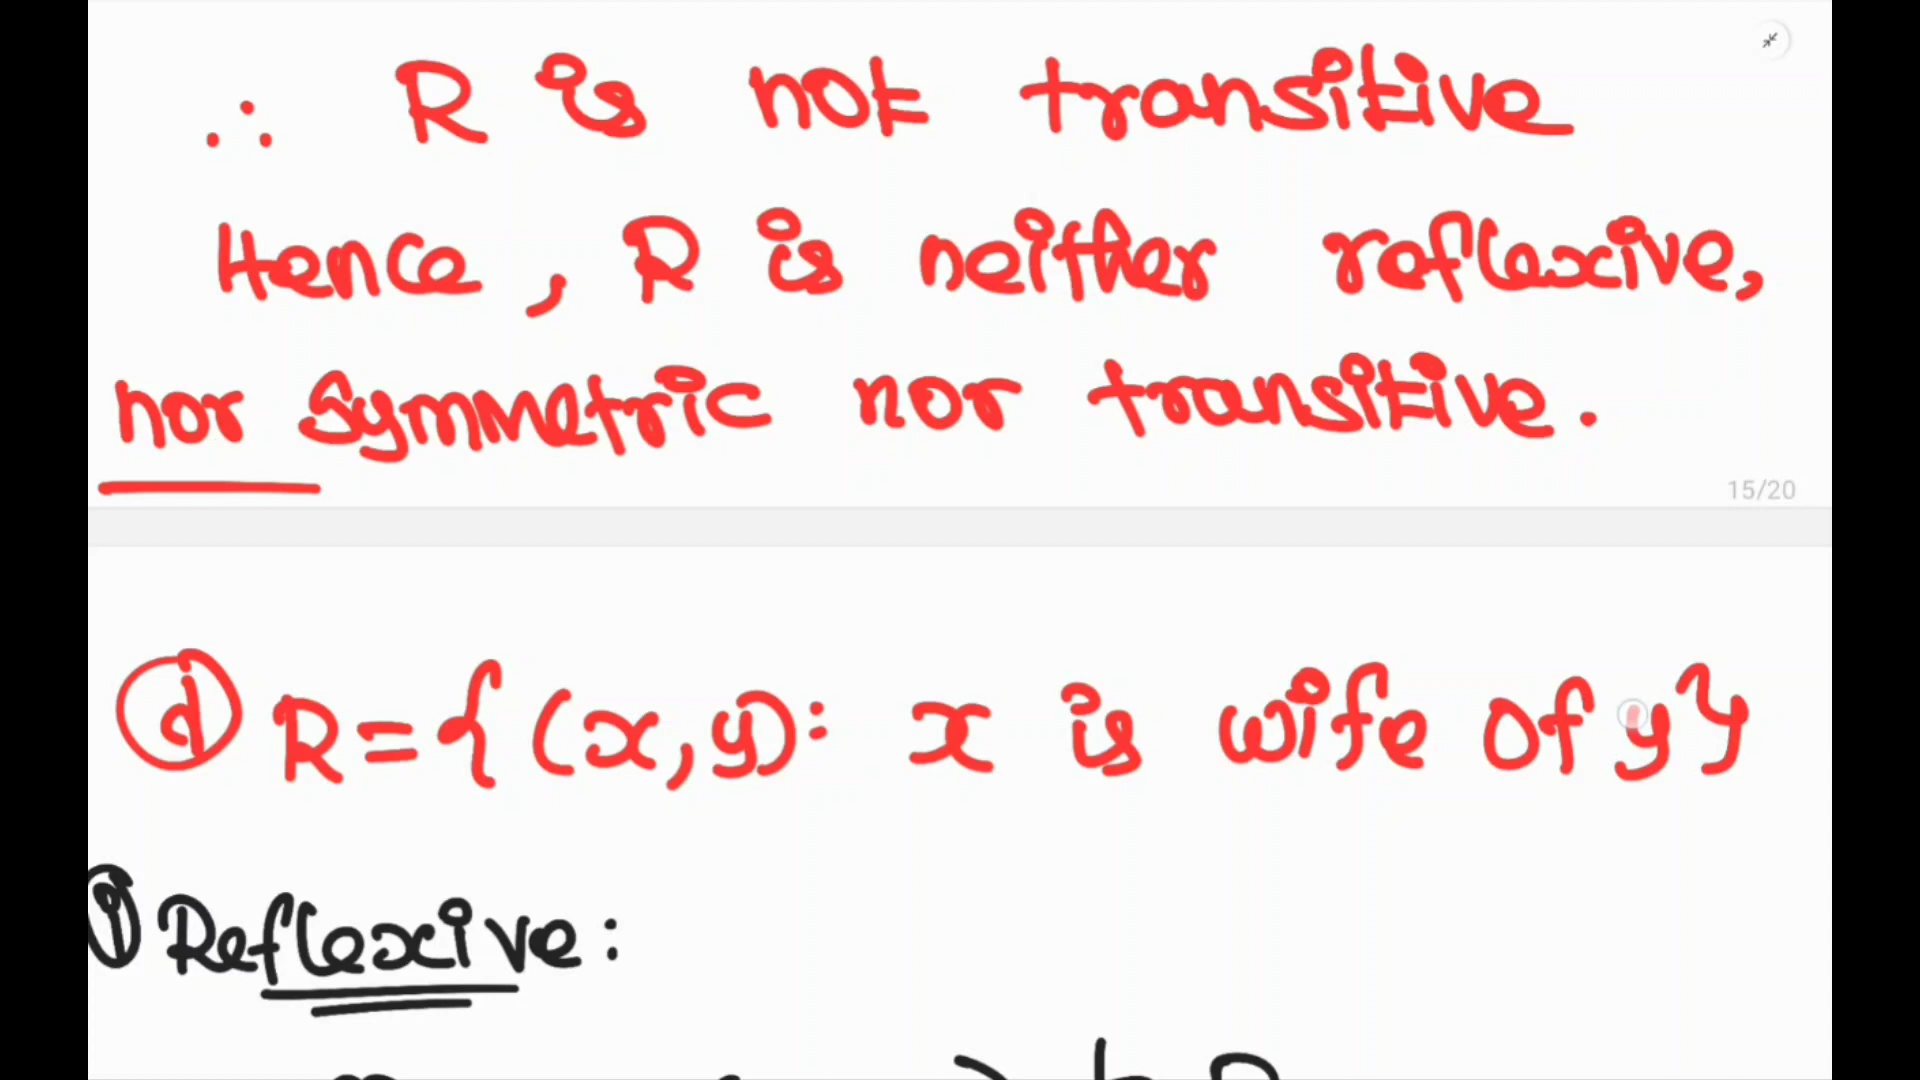 ∴ R is not transitive
Hence, R is neither reflexive,
nor symmetric nor transitive.
15/20
(d) R={(x,y): x is wife of y}
(i) Reflexive: